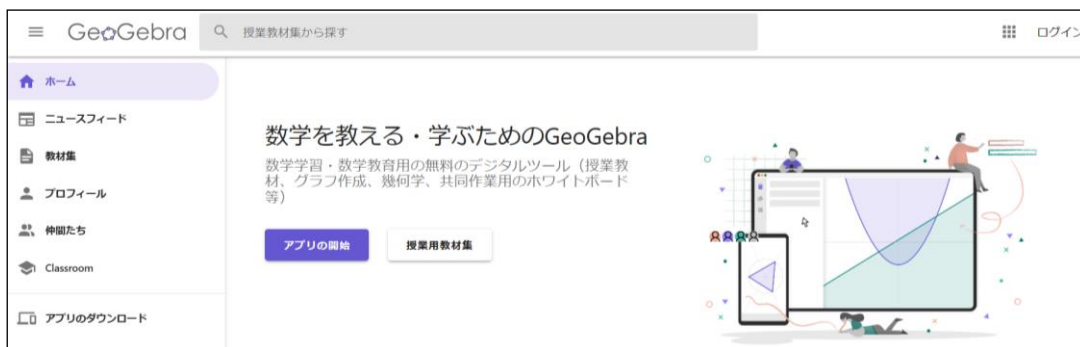 GeoGebra
授業教材集から探す
ログイン
ホーム
ニュースフィード
教材集
プロフィール
仲間たち
Classroom
アプリのダウンロード
数学を教える・学ぶためのGeoGebra
数学学習・数学教育用の無料のデジタルツール（授業教
材、グラフ作成、幾何学、共同作業用のホワイトボード
等）
アプリの開始
授業用教材集